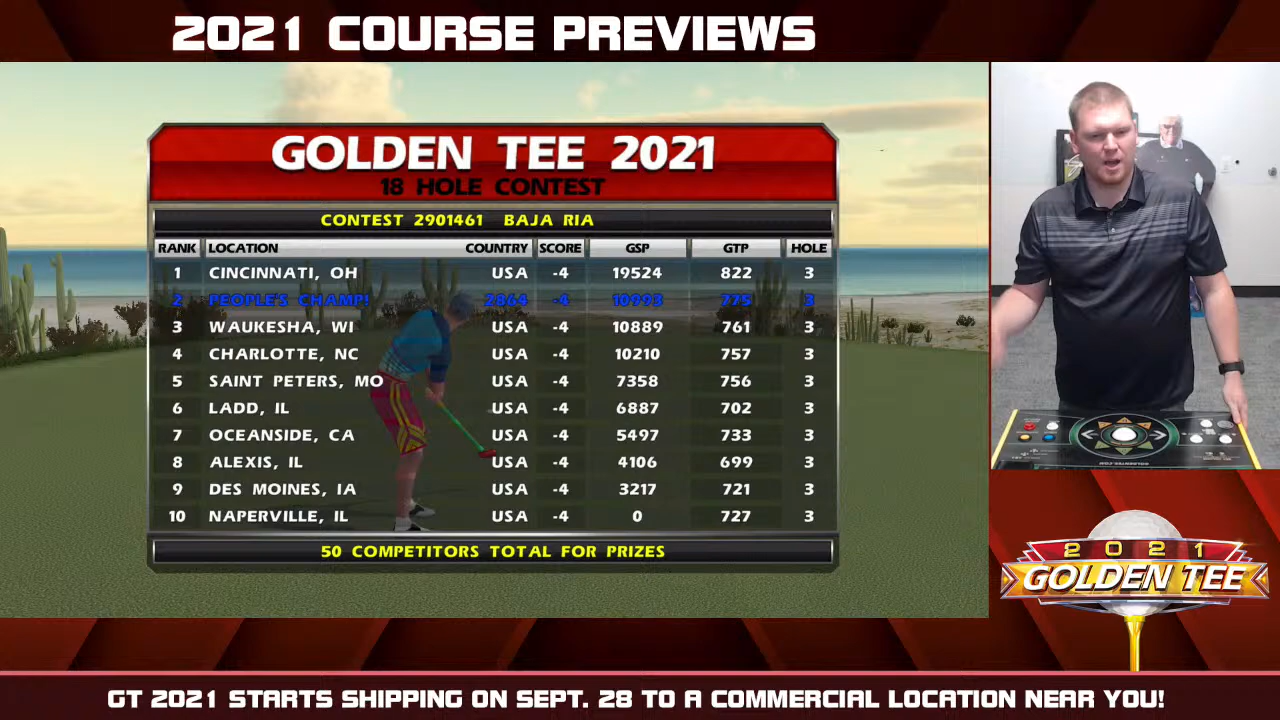 2021 COURSE PREVIEWS
GOLDEN TEE 2021
18 HOLE CONTEST
CONTEST 2901461 BAJA RIA
RANK LOCATION COUNTRY SCORE GSP GTP HOLE
1 CINCINNATI, OH USA -4 19524 822 3
2 PEOPLE'S CHAMP! 2864 -4 10993 775 3
3 WAUKESHA, WI USA -4 10889 761 3
4 CHARLOTTE, NC USA -4 10210 757 3
5 SAINT PETERS, MO USA -4 7358 756 3
6 LADD, IL USA -4 6887 702 3
7 OCEANSIDE, CA USA -4 5497 733 3
8 ALEXIS, IL USA -4 4106 699 3
9 DES MOINES, IA USA -4 3217 721 3
10 NAPERVILLE, IL USA -4 0 727 3
50 COMPETITORS TOTAL FOR PRIZES
2021
GOLDEN TEE
GT 2021 STARTS SHIPPING ON SEPT. 28 TO A COMMERCIAL LOCATION NEAR YOU!